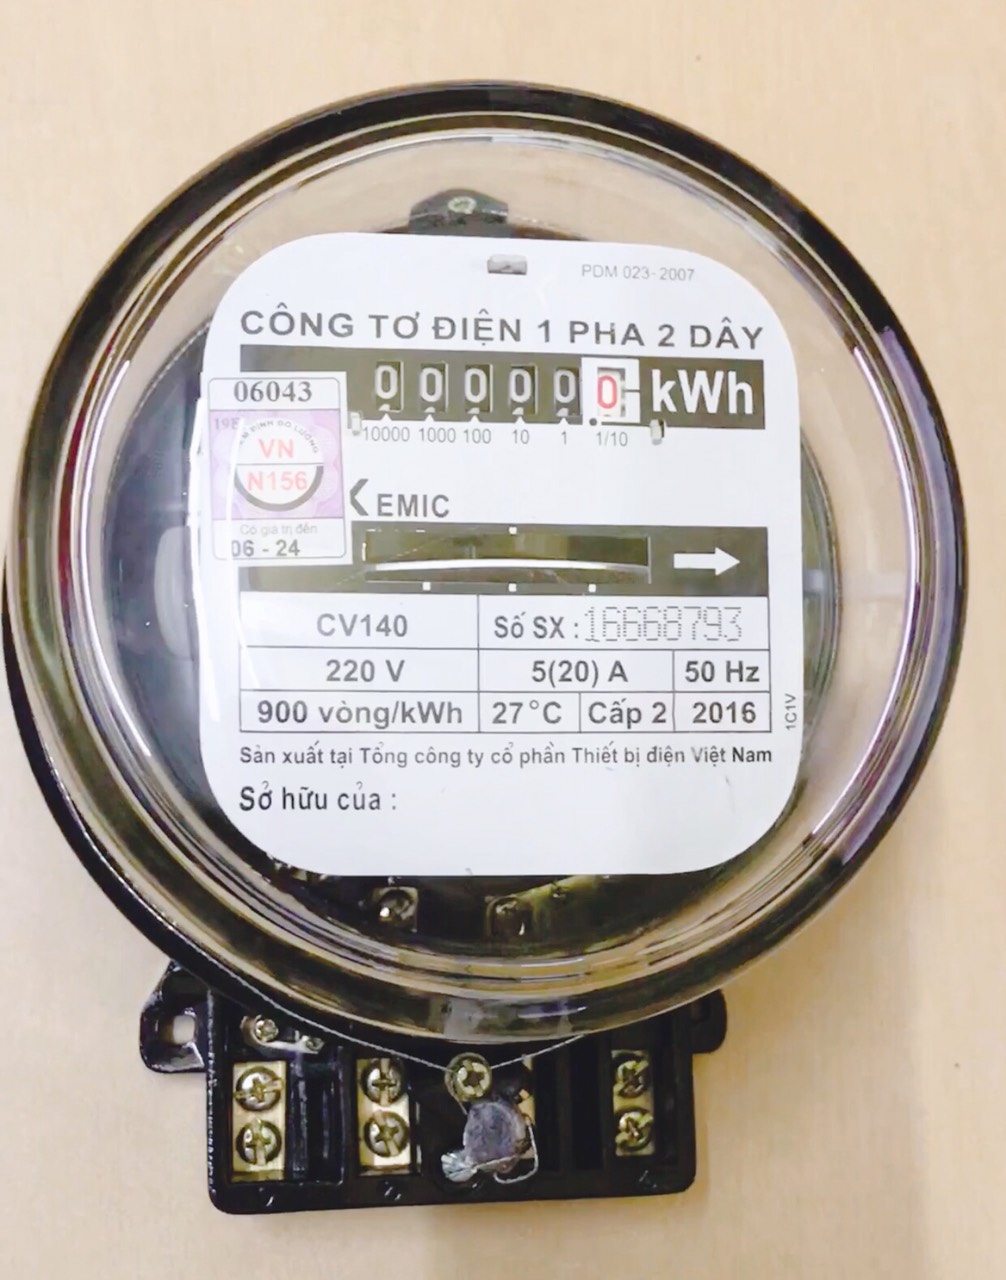 PDM 023-2007
CÔNG TƠ ĐIỆN 1 PHA 2 DÂY
0 0 0 0 0 0 kWh
10000 1000 100 10 1 1/10
06043
VN
N156
Có giá trị đến
06 - 24
EMIC
CV140 Số SX : 16668793
220 V 5(20) A 50 Hz
900 vòng/kWh 27°C Cấp 2 2016
1C1V
Sản xuất tại Tổng công ty cổ phần Thiết bị điện Việt Nam
Sở hữu của :